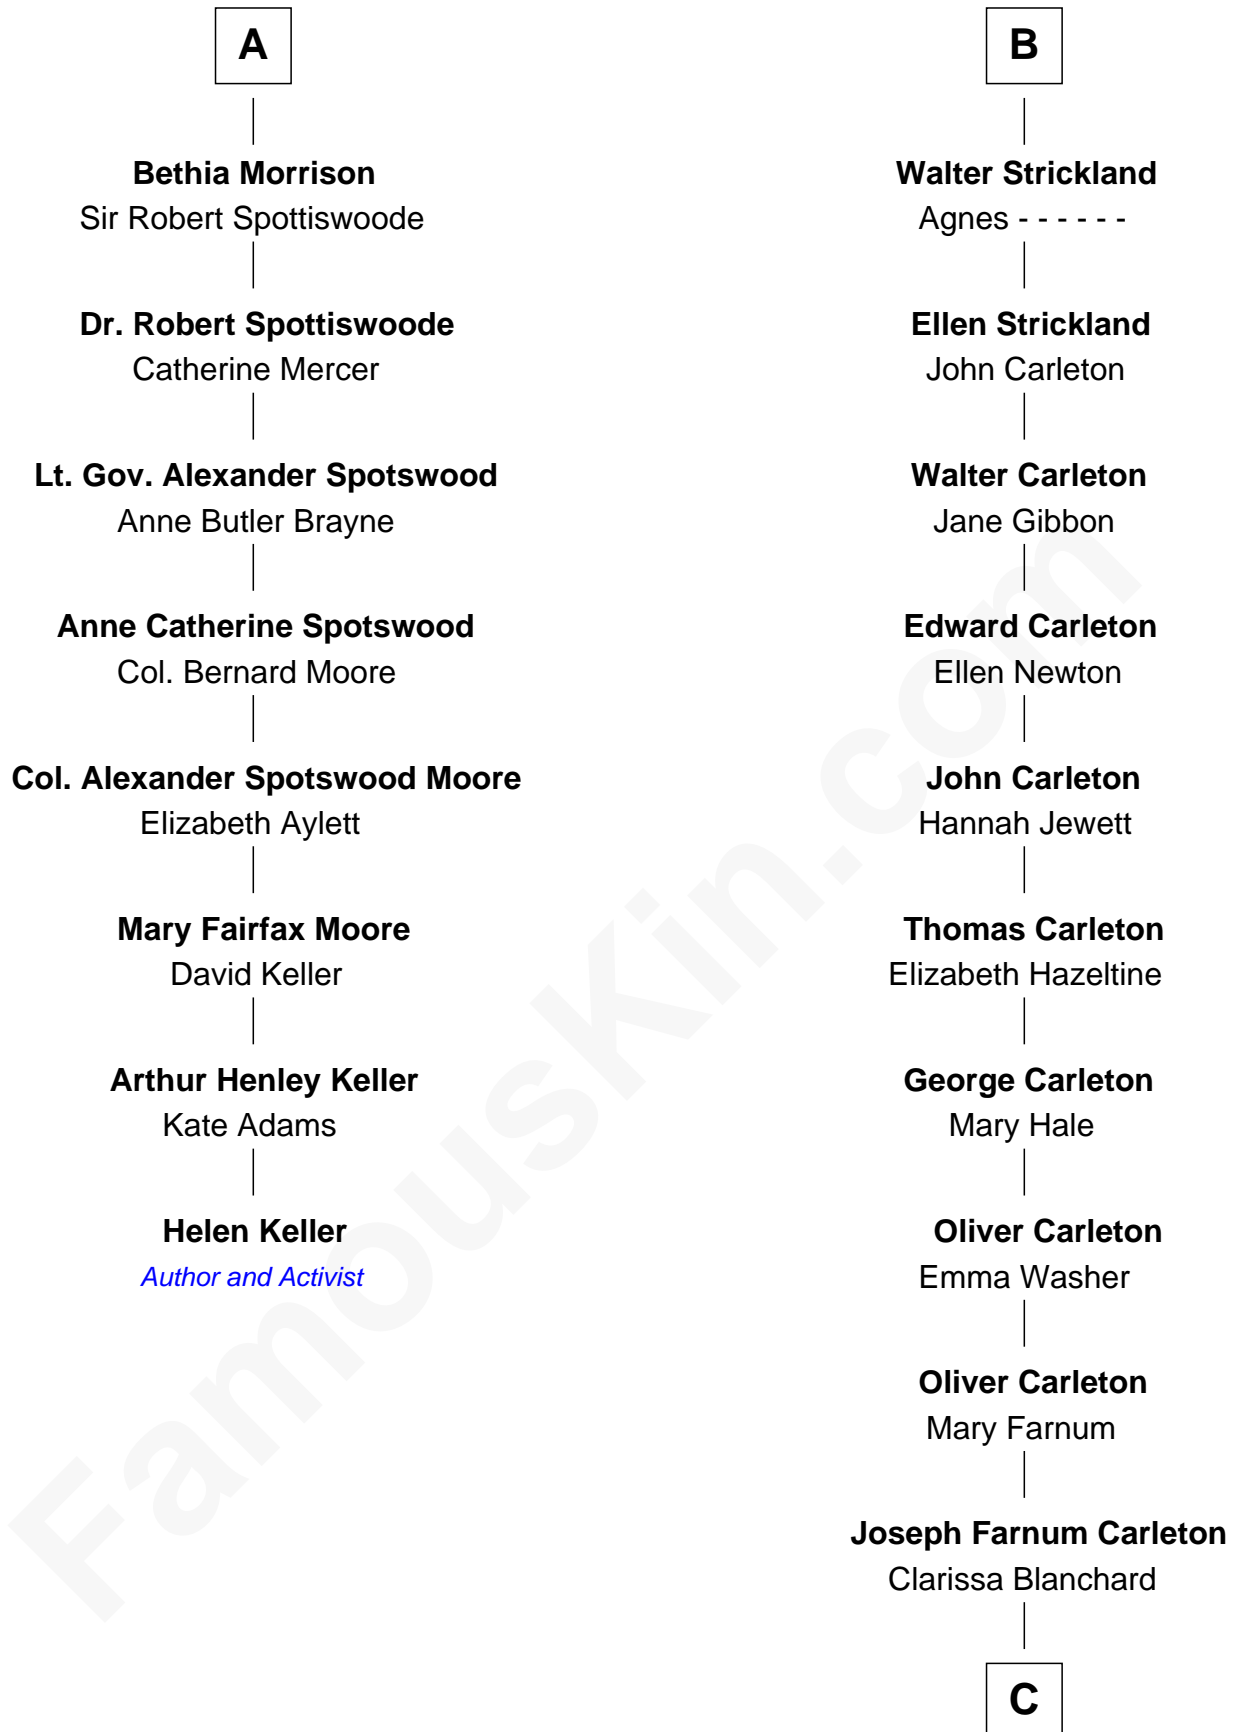 A
Bethia Morrison
Sir Robert Spottiswoode
Dr. Robert Spottiswoode
Catherine Mercer
Lt. Gov. Alexander Spotswood
Anne Butler Brayne
Anne Catherine Spotswood
Col. Bernard Moore
Col. Alexander Spotswood Moore
Elizabeth Aylett
Mary Fairfax Moore
David Keller
Arthur Henley Keller
Kate Adams
Helen Keller
Author and Activist
B
Walter Strickland
Agnes - - - - - -
Ellen Strickland
John Carleton
Walter Carleton
Jane Gibbon
Edward Carleton
Ellen Newton
John Carleton
Hannah Jewett
Thomas Carleton
Elizabeth Hazeltine
George Carleton
Mary Hale
Oliver Carleton
Emma Washer
Oliver Carleton
Mary Farnum
Joseph Farnum Carleton
Clarissa Blanchard
C
FamousKin.com